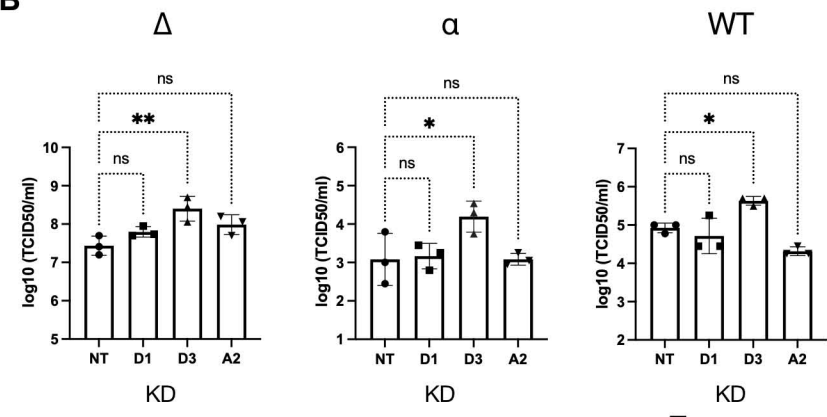 B
Δ
α
WT
ns
**
ns
log10 (TCID50/ml)
10
9
8
7
6
5
NT D1 D3 A2
KD
ns
*
ns
log10 (TCID50/ml)
6
5
4
3
2
1
NT D1 D3 A2
KD
ns
*
ns
log10 (TCID50/ml)
7
6
5
4
3
2
NT D1 D3 A2
KD